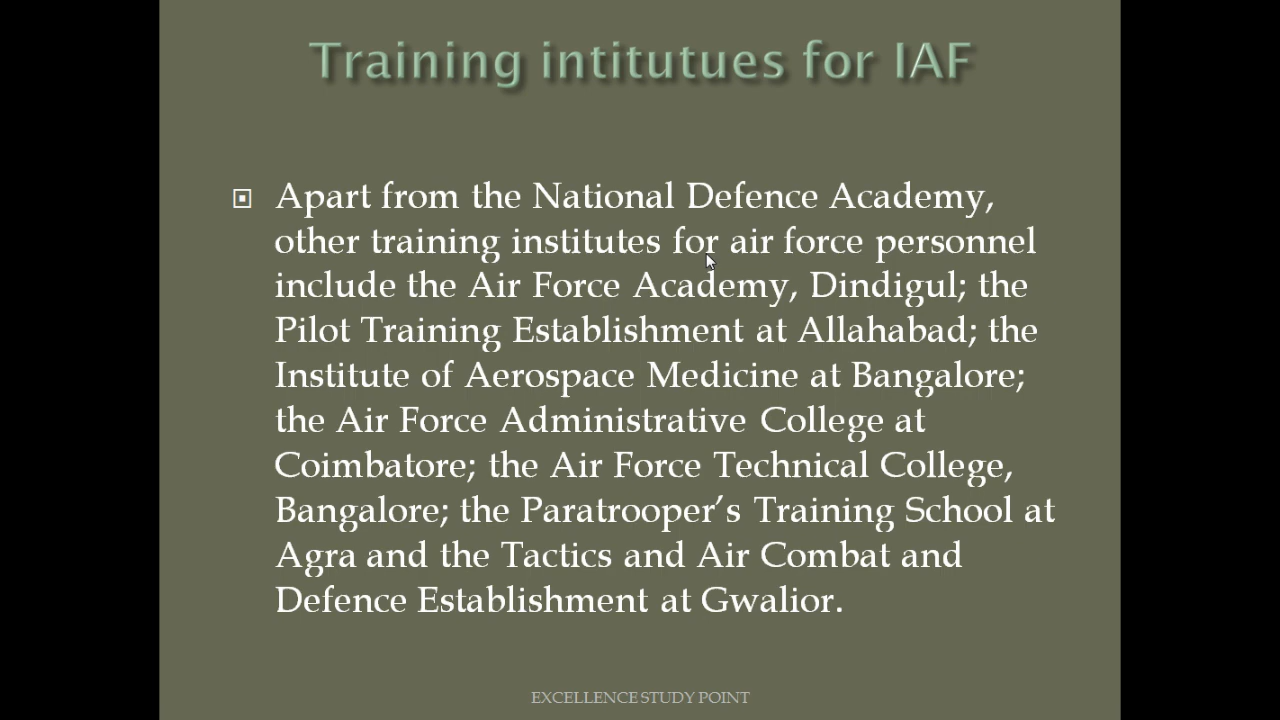 Training intitutues for IAF
Apart from the National Defence Academy,
other training institutes for air force personnel
include the Air Force Academy, Dindigul; the
Pilot Training Establishment at Allahabad; the
Institute of Aerospace Medicine at Bangalore;
the Air Force Administrative College at
Coimbatore; the Air Force Technical College,
Bangalore; the Paratrooper’s Training School at
Agra and the Tactics and Air Combat and
Defence Establishment at Gwalior.
EXCELLENCE STUDY POINT